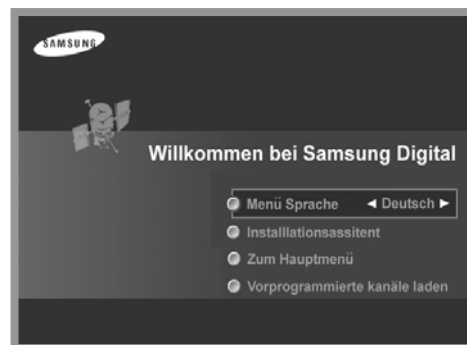 SAMSUNG
Willkommen bei Samsung Digital
Menü Sprache ◄ Deutsch ►
Installlationsassitent
Zum Hauptmenü
Vorprogrammierte kanäle laden